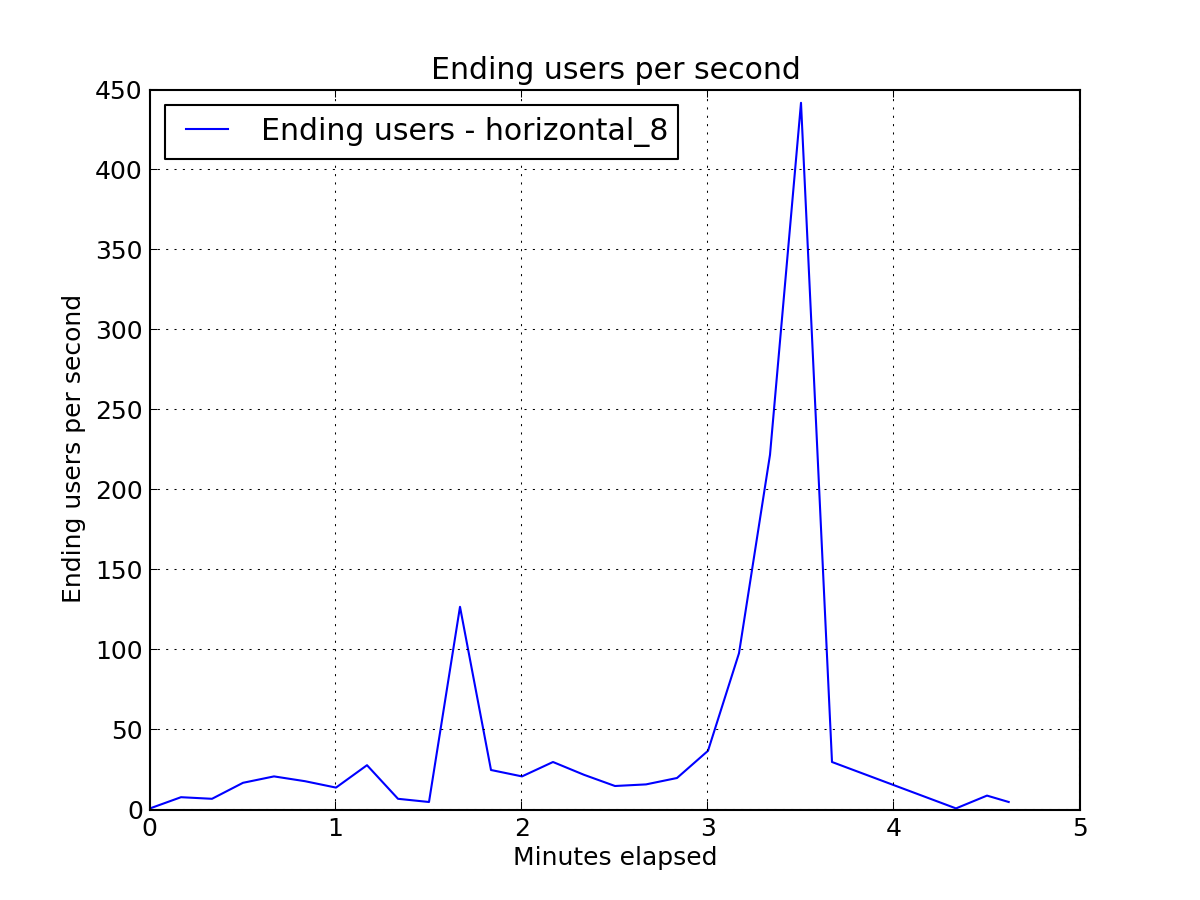 Ending users per second
Ending users - horizontal_8
450
400
350
300
250
200
150
100
50
0
Ending users per second
0 1 2 3 4 5
Minutes elapsed